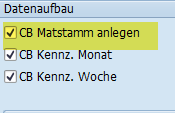 Datenaufbau
CB Matstamm anlegen
CB Kennz. Monat
CB Kennz. Woche